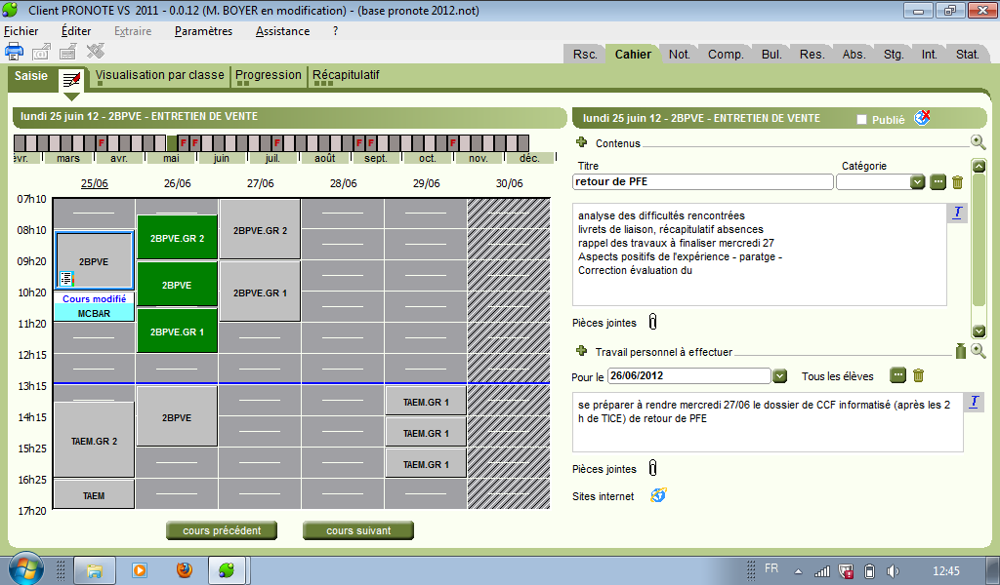 Client PRONOTE VS 2011 - 0.0.12 (M. BOYER en modification) - (base pronote 2012.not)
Fichier Éditer Extraire Paramètres Assistance ?
Rsc. Cahier Not. Comp. Bul. Res. Abs. Stg. Int. Stat.
Saisie Visualisation par classe Progression Récapitulatif
lundi 25 juin 12 - 2BPVE - ENTRETIEN DE VENTE
F F F F F F F
évr. mars avr. mai juin juil. août sept. oct. nov. déc.
25/06 26/06 27/06 28/06 29/06 30/06
07h10
08h10
09h20
10h20
11h20
12h15
13h15
14h15
15h25
16h25
17h20
2BPVE
Cours modifié
MCBAR
TAEM.GR 2
TAEM
2BPVE.GR 2
2BPVE
2BPVE.GR 1
2BPVE
2BPVE.GR 2
2BPVE.GR 1
TAEM.GR 1
TAEM.GR 1
TAEM.GR 1
cours précédent cours suivant
lundi 25 juin 12 - 2BPVE - ENTRETIEN DE VENTE Publié
Contenus
Titre Catégorie
retour de PFE
T
analyse des difficultés rencontrées
livrets de liaison, récapitulatif absences
rappel des travaux à finaliser mercredi 27
Aspects positifs de l'expérience - paratge -
Correction évaluation du
Pièces jointes
Travail personnel à effectuer
Pour le 26/06/2012 Tous les élèves
T
se préparer à rendre mercredi 27/06 le dossier de CCF informatisé (après les 2
h de TICE) de retour de PFE
Pièces jointes
Sites internet
FR 12:45